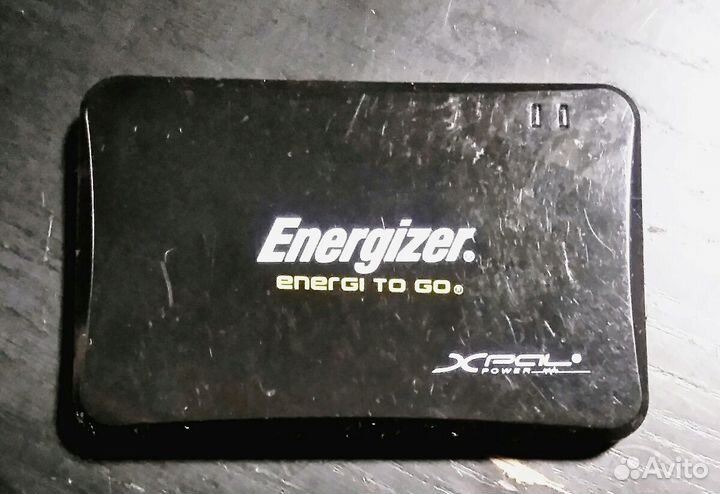 Energizer.
energi to go®
XPAL®
POWER
Avito